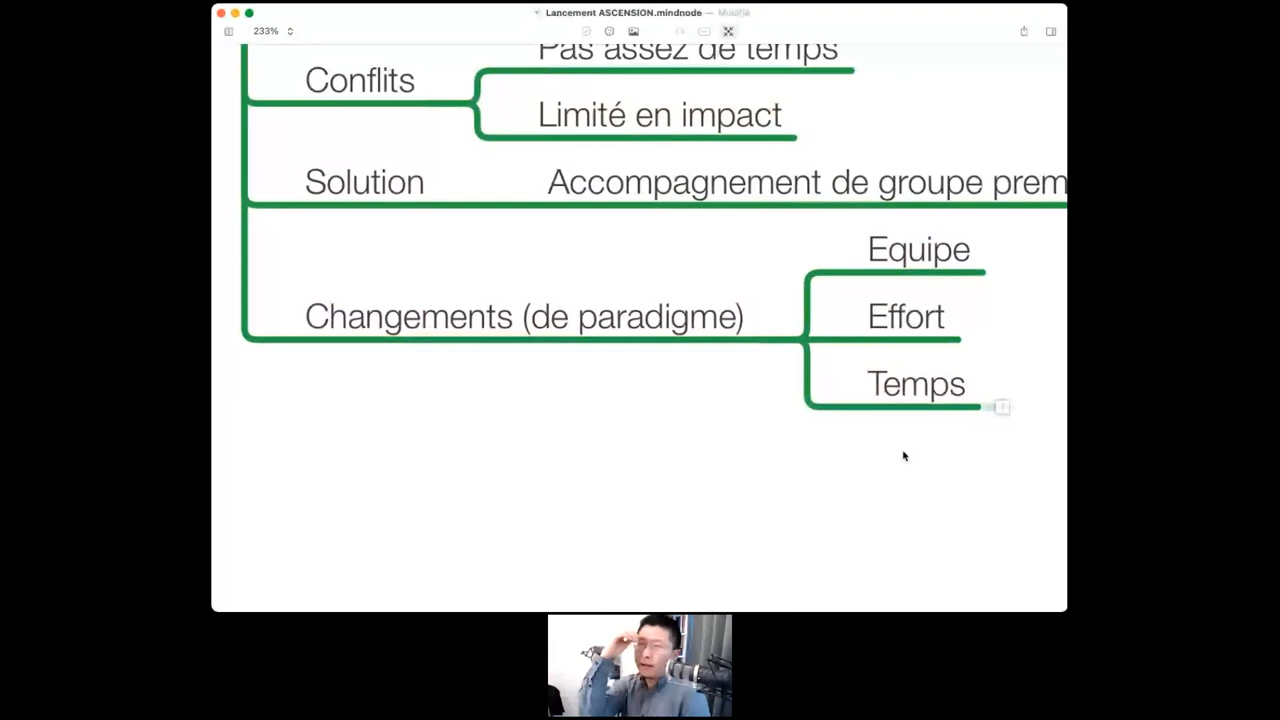 Lancement ASCENSION.mindnode — Modifié
233%
Pas assez de temps
Conflits
Limité en impact
Solution
Accompagnement de groupe prem
Equipe
Changements (de paradigme)
Effort
Temps